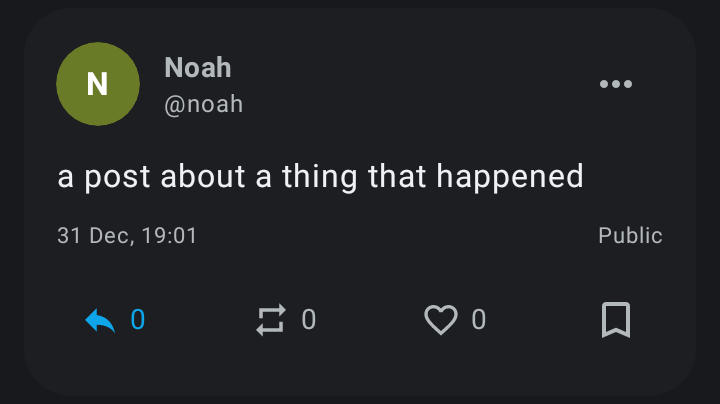 N
Noah
@noah
a post about a thing that happened
31 Dec, 19:01 Public
0 0 0